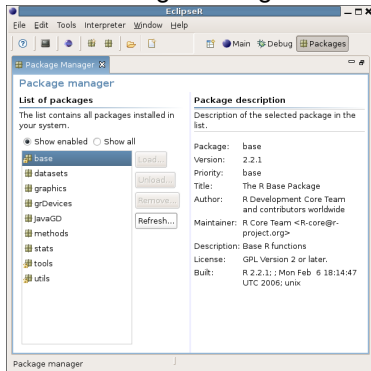 EclipseR
File Edit Tools Interpreter Window Help
Main Debug Packages
Package Manager
Package manager
List of packages
The list contains all packages installed in
your system.
Show enabled Show all
base
datasets
graphics
grDevices
JavaGD
methods
stats
tools
utils
Load...
Unload...
Remove...
Refresh...
Package description
Description of the selected package in the
list.
Package: base
Version: 2.2.1
Priority: base
Title: The R Base Package
Author: R Development Core Team
and contributors worldwide
Maintainer: R Core Team <R-core@r-
project.org>
Description: Base R functions
License: GPL Version 2 or later.
Built: R 2.2.1; ; Mon Feb 6 18:14:47
UTC 2006; unix
Package manager